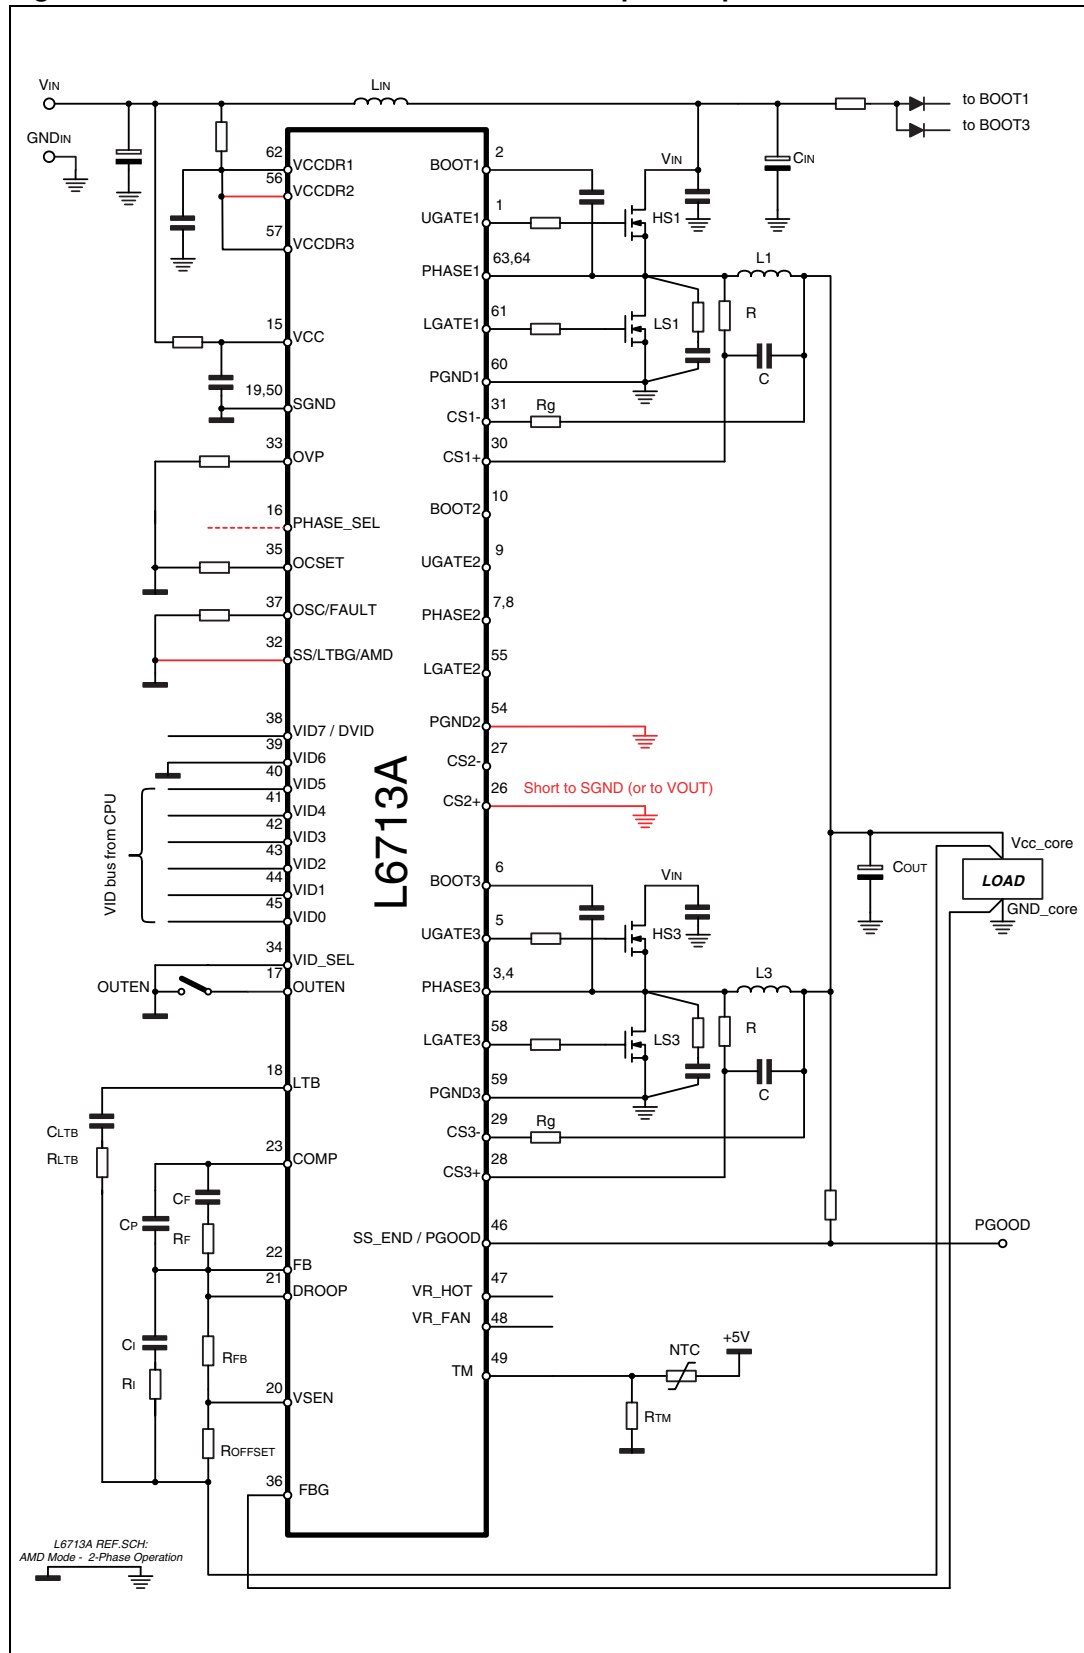 VIN
LIN
to BOOT1
to BOOT3
GNDIN
CIN
VIN
62
VCCDR1
56
VCCDR2
57
VCCDR3
15
VCC
19,50
SGND
33
OVP
16
PHASE_SEL
35
OCSET
37
OSC/FAULT
32
SS/LTBG/AMD
38
VID7 / DVID
39
VID6
40
VID5
41
VID4
42
VID3
43
VID2
44
VID1
45
VID0
VID bus from CPU
34
VID_SEL
17
OUTEN
OUTEN
18
LTB
CLTB
RLTB
23
COMP
CF
CP
RF
22
FB
21
DROOP
CI
RFB
RI
20
VSEN
ROFFSET
36
FBG
L6713A
2
BOOT1
1
UGATE1
HS1
63,64
PHASE1
L1
61
LGATE1
LS1
R
60
PGND1
C
31
CS1-
Rg
30
CS1+
10
BOOT2
9
UGATE2
7,8
PHASE2
55
LGATE2
54
PGND2
27
CS2-
26
CS2+
Short to SGND (or to VOUT)
6
BOOT3
VIN
5
UGATE3
HS3
3,4
PHASE3
L3
58
LGATE3
LS3
R
59
PGND3
C
29
CS3-
Rg
28
CS3+
COUT
Vcc_core
LOAD
GND_core
46
SS_END / PGOOD
PGOOD
47
VR_HOT
48
VR_FAN
49
TM
NTC
+5V
RTM
L6713A REF.SCH:
AMD Mode - 2-Phase Operation